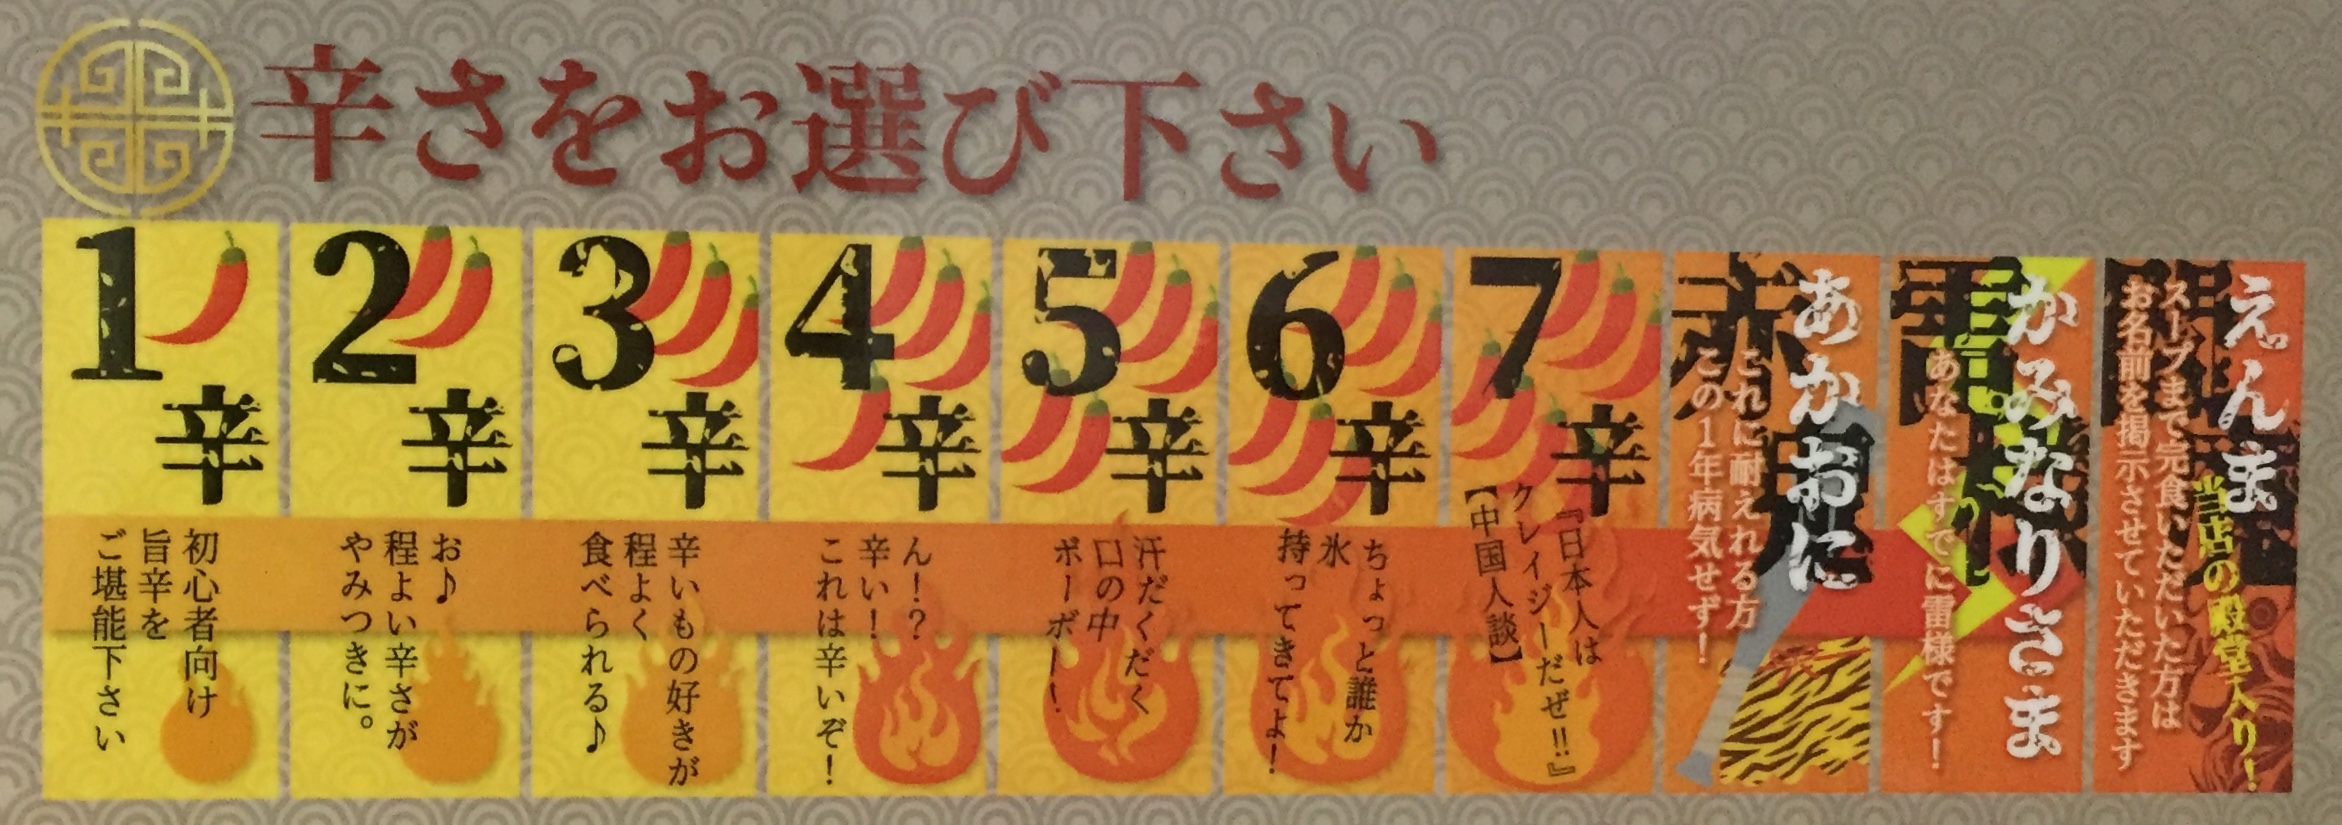 辛さをお選び下さい
1辛
初心者向け
旨辛を
ご堪能下さい
2辛
お♪
程よい辛さが
やみつきに。
3辛
辛いもの好きが
程よく
食べられる♪
4辛
ん！？
辛い！
これは辛いぞ！
5辛
汗だくだく
口の中
ボーボー！
6辛
ちょっと誰か
氷
持ってきてよ！
7辛
『日本人は
クレイジーだぜ!!』
【中国人談】
赤鬼
あかおに
これに耐えれる方
この1年病気せず！
雷様
かみなりさま
あなたはすでに雷様です！
えんま
当店の殿堂入り！
スープまで完食いただいた方は
お名前を掲示させていただきます